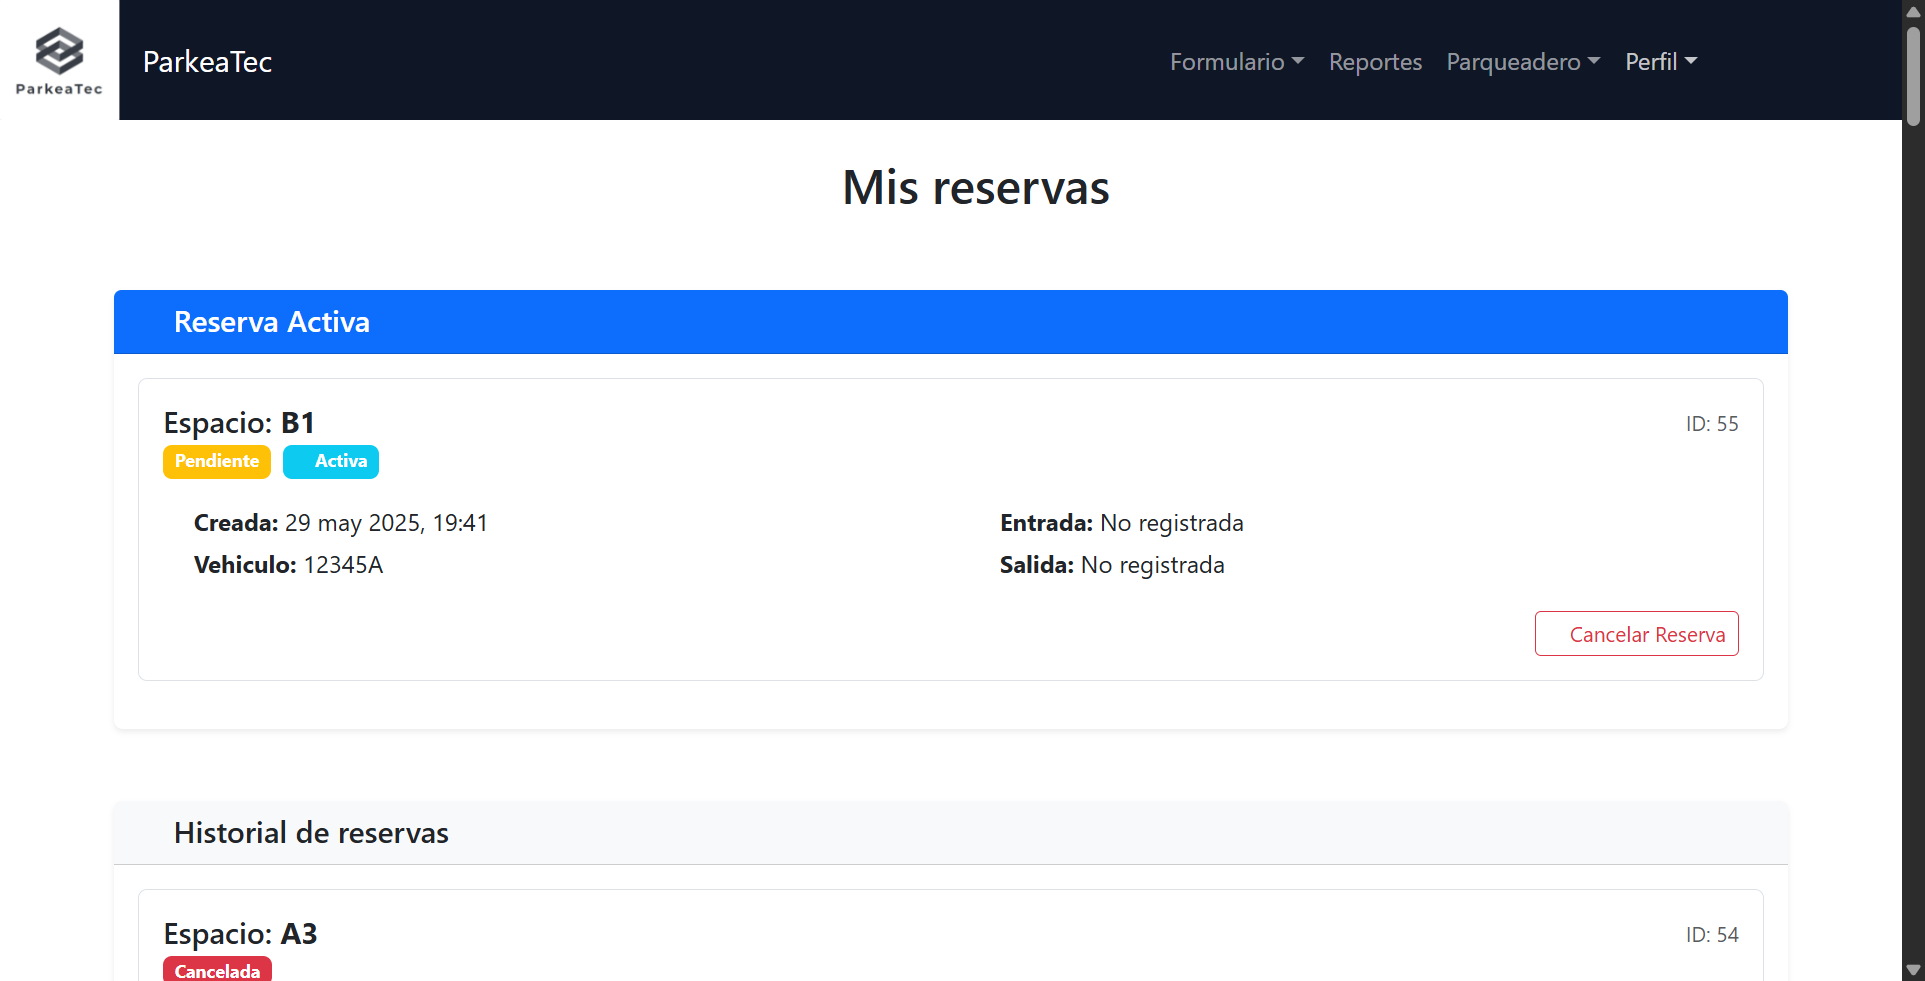 ParkeaTec
ParkeaTec
Formulario
Reportes
Parqueadero
Perfil
Mis reservas
Reserva Activa
Espacio: B1
ID: 55
Pendiente
Activa
Creada: 29 may 2025, 19:41
Entrada: No registrada
Vehiculo: 12345A
Salida: No registrada
Cancelar Reserva
Historial de reservas
Espacio: A3
ID: 54
Cancelada